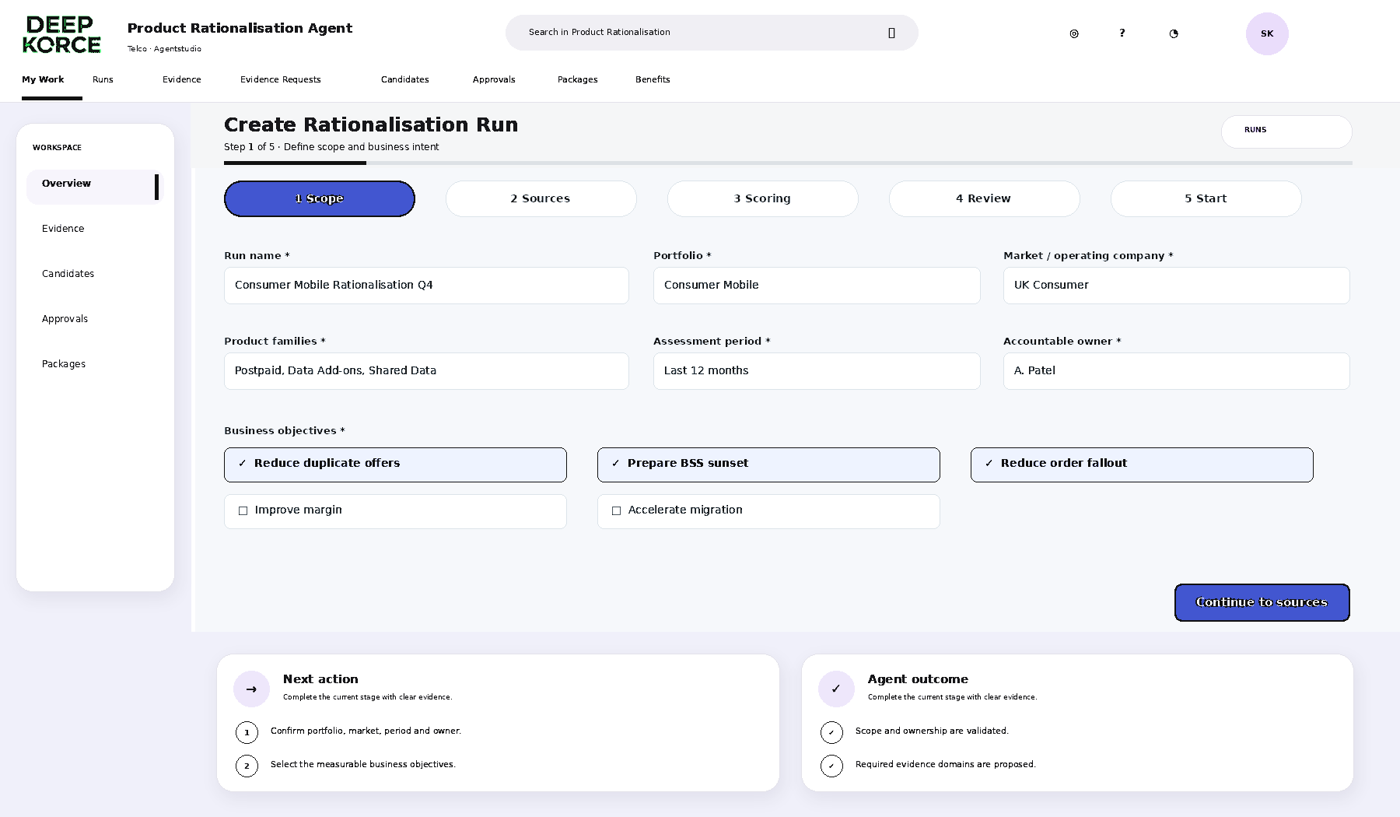 DEEP
KORCE
Product Rationalisation Agent
Telco · Agentstudio
Search in Product Rationalisation
?
SK
My Work
Runs
Evidence
Evidence Requests
Candidates
Approvals
Packages
Benefits
WORKSPACE
Overview
Evidence
Candidates
Approvals
Packages
Create Rationalisation Run
Step 1 of 5 · Define scope and business intent
RUNS
1 Scope
2 Sources
3 Scoring
4 Review
5 Start
Run name *
Consumer Mobile Rationalisation Q4
Portfolio *
Consumer Mobile
Market / operating company *
UK Consumer
Product families *
Postpaid, Data Add-ons, Shared Data
Assessment period *
Last 12 months
Accountable owner *
A. Patel
Business objectives *
✓ Reduce duplicate offers
✓ Prepare BSS sunset
✓ Reduce order fallout
☐ Improve margin
☐ Accelerate migration
Continue to sources
→ Next action
Complete the current stage with clear evidence.
1 Confirm portfolio, market, period and owner.
2 Select the measurable business objectives.
✓ Agent outcome
Complete the current stage with clear evidence.
✓ Scope and ownership are validated.
✓ Required evidence domains are proposed.